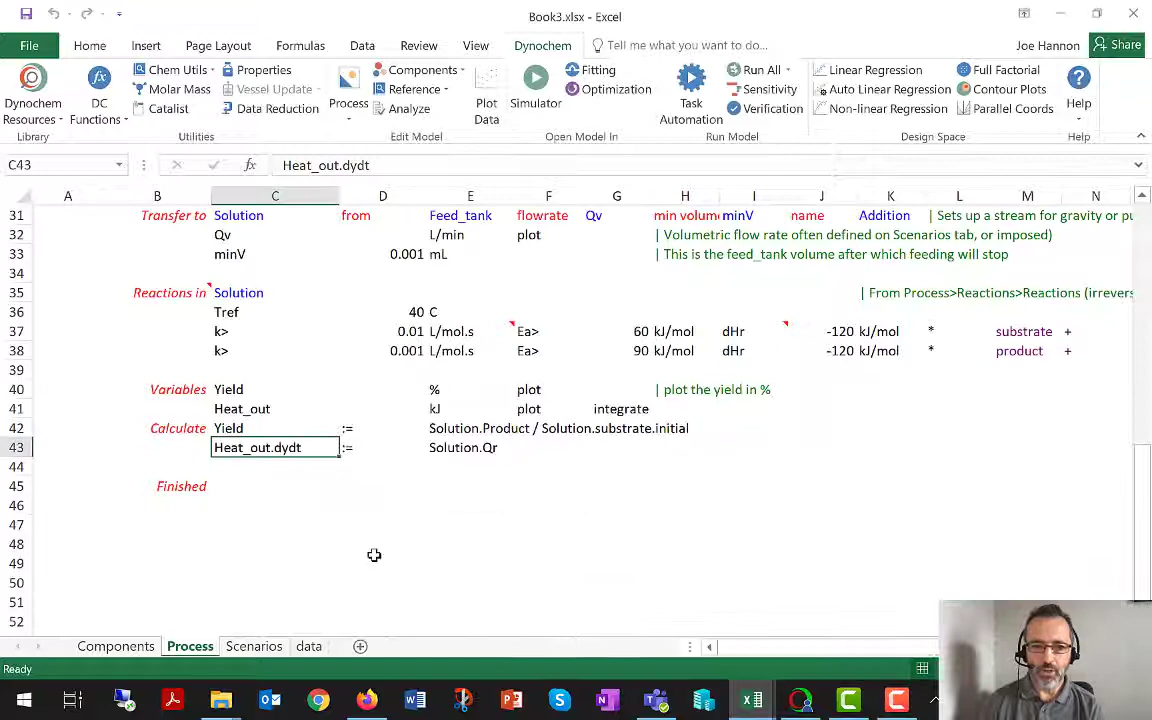 Book3.xlsx - Excel
File Home Insert Page Layout Formulas Data Review View Dynochem Tell me what you want to do... Joe Hannon Share
Chem Utils Properties Components Fitting Run All Linear Regression Full Factorial
Molar Mass Vessel Update Reference Optimization Sensitivity Auto Linear Regression Contour Plots
Dynochem Resources DC Functions Catalist Data Reduction Process Analyze Plot Data Simulator Task Automation Verification Non-linear Regression Parallel Coords Help
Library Utilities Edit Model Open Model In Run Model Design Space Help
C43 fx Heat_out.dydt
A B C D E F G H I J K L M N
31 Transfer to Solution from Feed_tank flowrate Qv min volum minV name Addition | Sets up a stream for gravity or pu
32 Qv L/min plot | Volumetric flow rate often defined on Scenarios tab, or imposed)
33 minV 0.001 mL | This is the feed_tank volume after which feeding will stop
35 Reactions in Solution | From Process>Reactions>Reactions (irrevers
36 Tref 40 C
37 k> 0.01 L/mol.s Ea> 60 kJ/mol dHr -120 kJ/mol * substrate +
38 k> 0.001 L/mol.s Ea> 90 kJ/mol dHr -120 kJ/mol * product +
39
40 Variables Yield % plot | plot the yield in %
41 Heat_out kJ plot integrate
42 Calculate Yield := Solution.Product / Solution.substrate.initial
43 Heat_out.dydt := Solution.Qr
44
45 Finished
46
47
48
49
50
51
52
Components Process Scenarios data
Ready